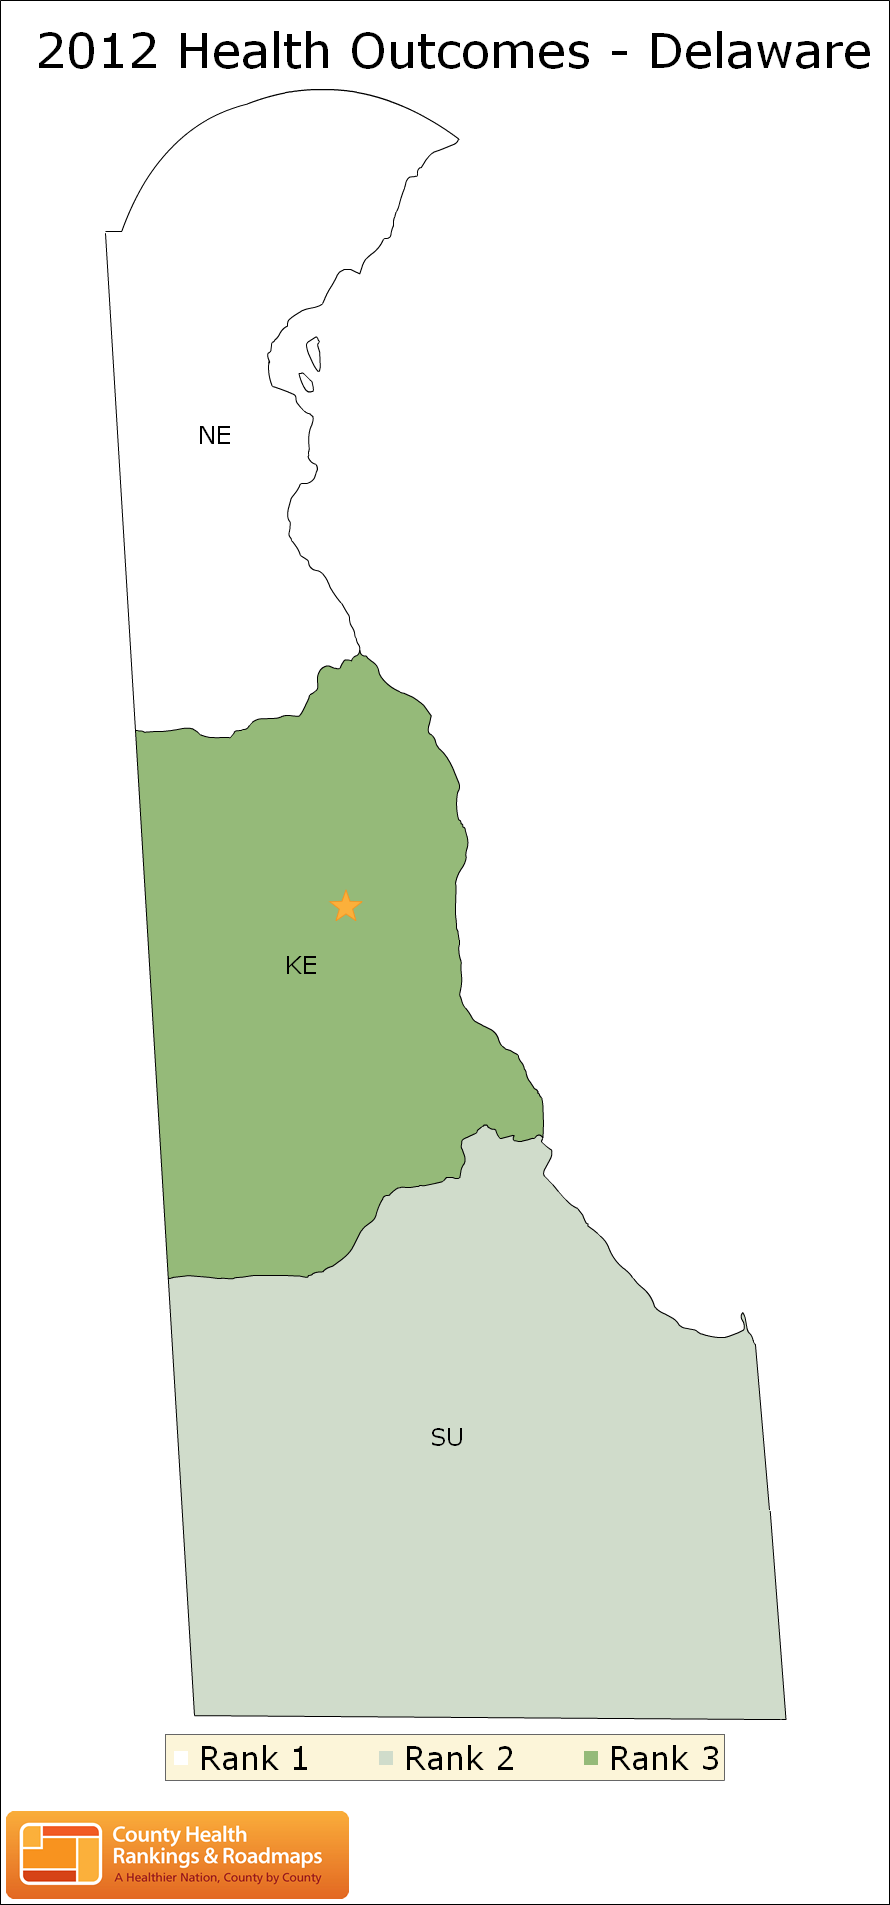 2012 Health Outcomes - Delaware
NE
KE
SU
Rank 1 Rank 2 Rank 3
County Health
Rankings & Roadmaps
A Healthier Nation, County by County